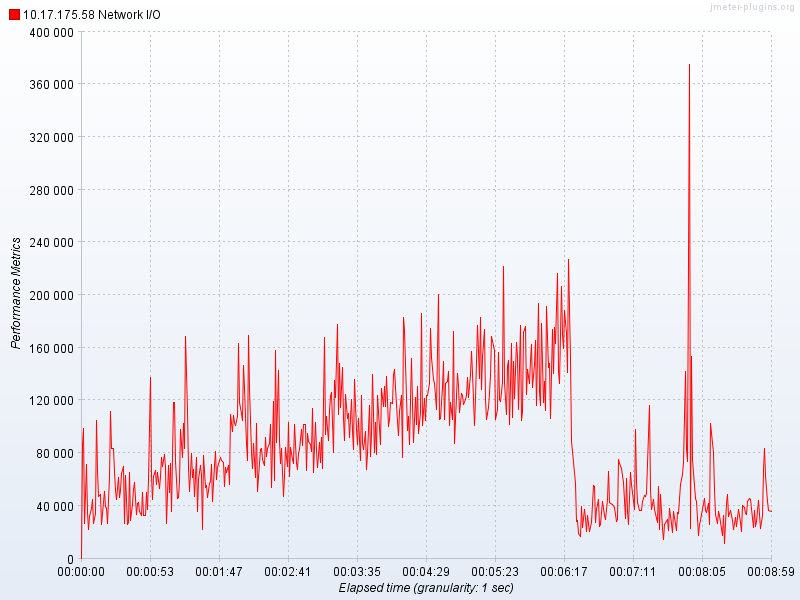 jmeter-plugins.org
10.17.175.58 Network I/O
400 000
360 000
320 000
280 000
240 000
200 000
160 000
120 000
80 000
40 000
0
Performance Metrics
00:00:00 00:00:53 00:01:47 00:02:41 00:03:35 00:04:29 00:05:23 00:06:17 00:07:11 00:08:05 00:08:59
Elapsed time (granularity: 1 sec)